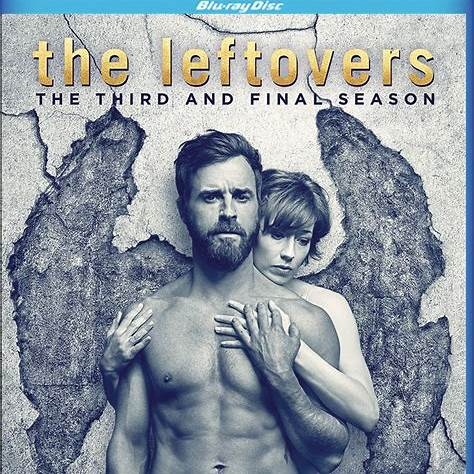 Blu-ray Disc
the leftovers
THE THIRD AND FINAL SEASON